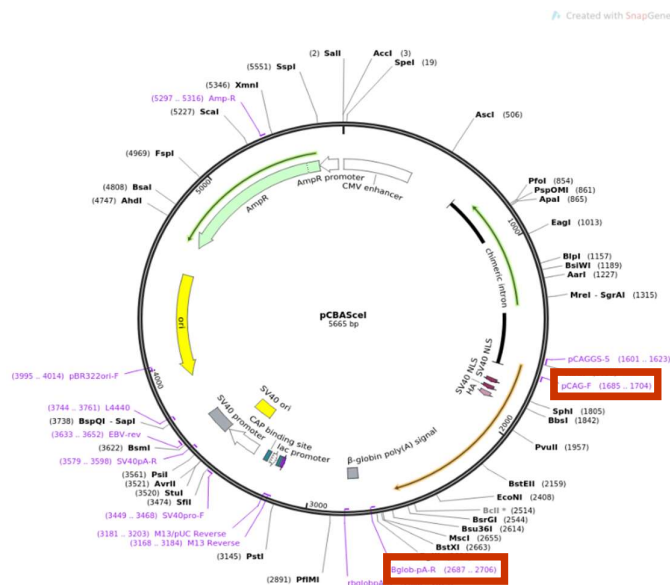 Created with SnapGene
(2) SalI
AccI (3)
SpeI (19)
(5551) SspI
(5346) XmnI
(5297 .. 5316) Amp-R
(5227) ScaI
(4969) FspI
(4808) BsaI
(4747) AhdI
AscI (506)
PfoI (854)
PspOMI (861)
ApaI (865)
EagI (1013)
BlpI (1157)
BsiWI (1189)
AarI (1227)
MreI - SgrAI (1315)
pCAGGS-5 (1601 .. 1623)
pCAG-F (1685 .. 1704)
SphI (1805)
BbsI (1842)
PvuII (1957)
BstEII (2159)
EcoNI (2408)
BclI * (2514)
BsrGI (2544)
Bsu36I (2614)
MscI (2655)
BstXI (2663)
Bglob-pA-R (2687 .. 2706)
(2891) PflMI
(3145) PstI
(3168 .. 3184) M13 Reverse
(3181 .. 3203) M13/pUC Reverse
(3449 .. 3468) SV40pro-F
(3474) SfiI
(3520) StuI
(3521) AvrII
(3561) PsiI
(3579 .. 3598) SV40pA-R
(3622) BsmI
(3633 .. 3652) EBV-rev
(3738) BspQI - SapI
(3744 .. 3761) L4440
(3995 .. 4014) pBR322ori-F
AmpR promoter
CMV enhancer
AmpR
chimeric intron
ori
pCBASceI
5665 bp
SV40 NLS
SV40 NLS
HA
SV40 ori
SV40 promoter
CAP binding site
lac promoter
β-globin poly(A) signal
1000
2000
3000
4000
5000